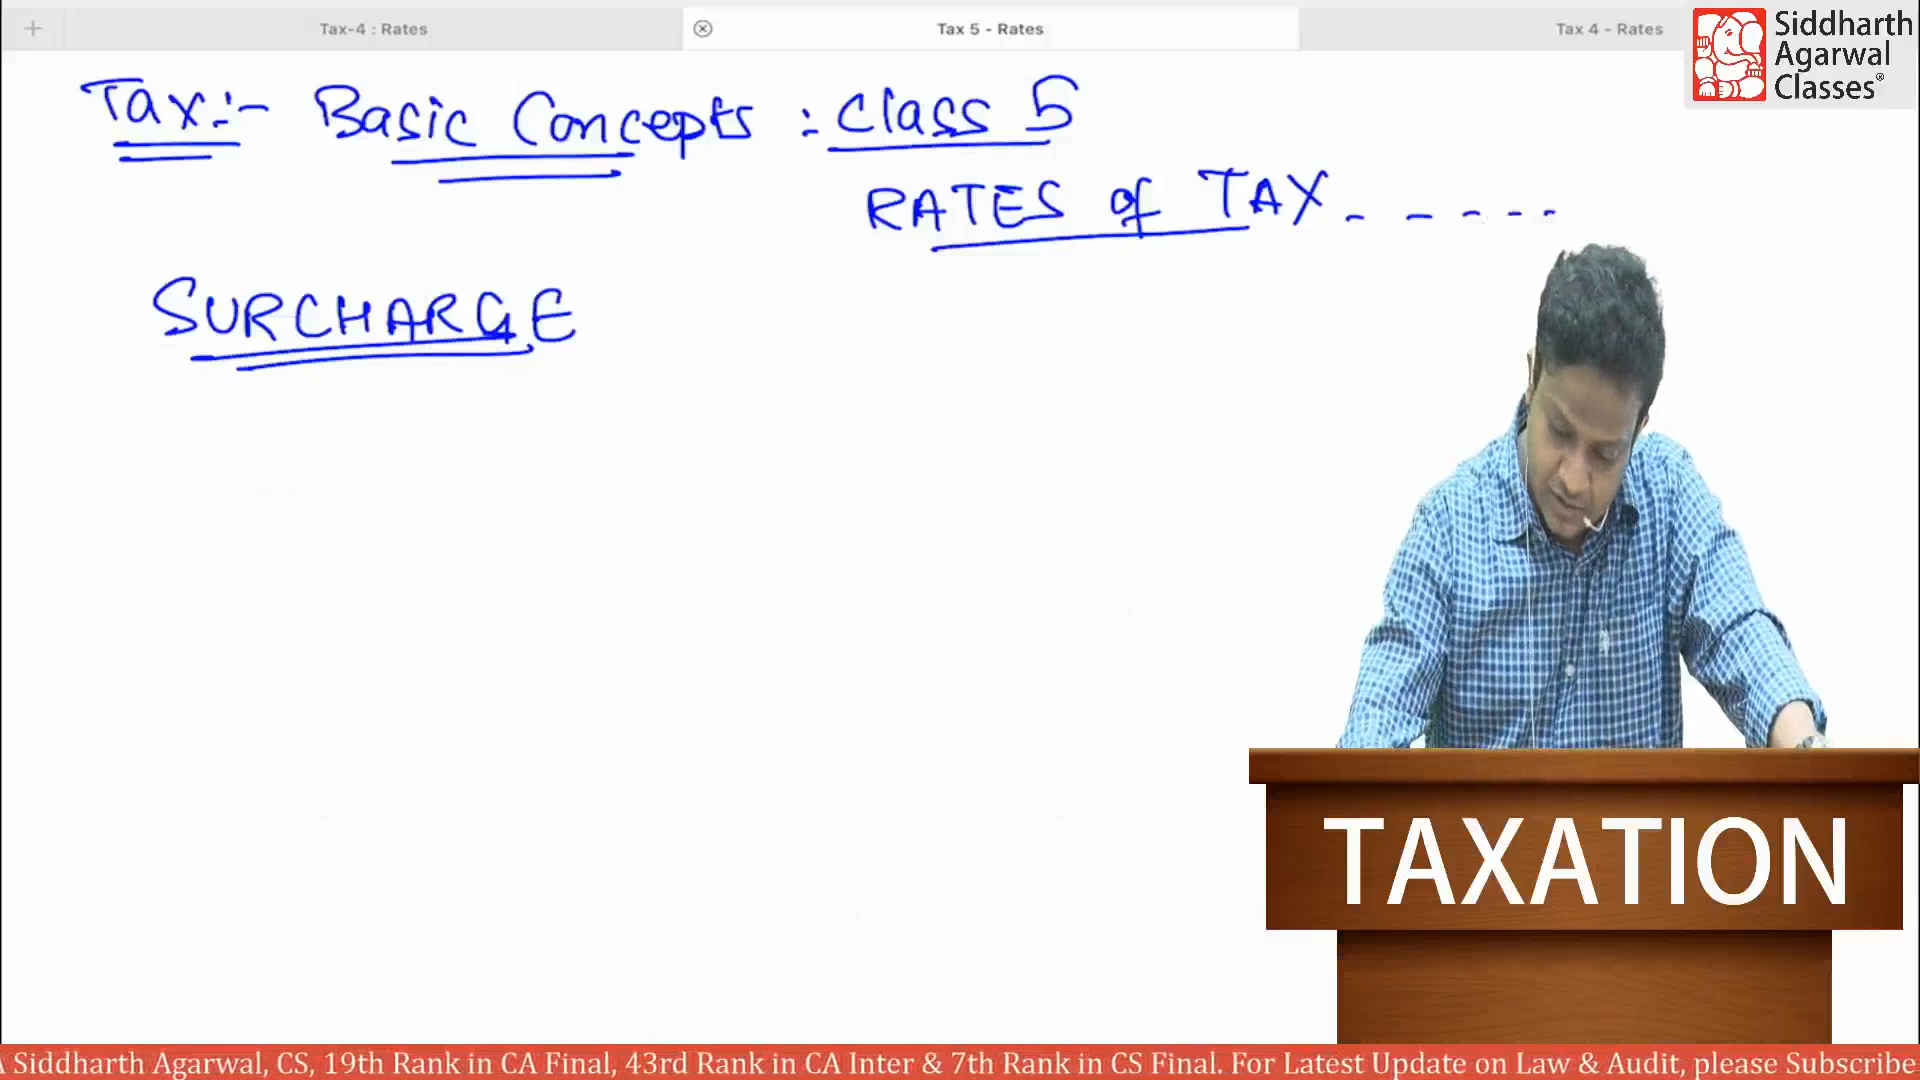 Tax-4 : Rates
Tax 5 - Rates
Tax 4 - Rates
Siddharth
Agarwal
Classes®
Tax :- Basic Concepts : Class 5
RATES of TAX - - - - -
SURCHARGE
TAXATION
A Siddharth Agarwal, CS, 19th Rank in CA Final, 43rd Rank in CA Inter & 7th Rank in CS Final. For Latest Update on Law & Audit, please Subscribe